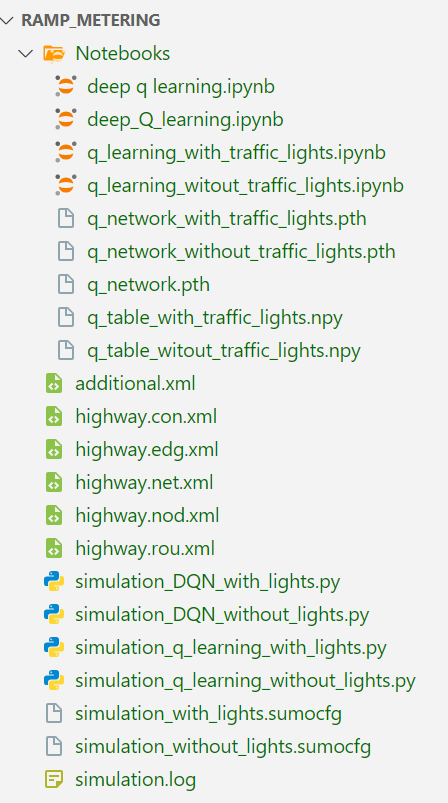 RAMP_METERING
Notebooks
deep q learning.ipynb
deep_Q_learning.ipynb
q_learning_with_traffic_lights.ipynb
q_learning_witout_traffic_lights.ipynb
q_network_with_traffic_lights.pth
q_network_without_traffic_lights.pth
q_network.pth
q_table_with_traffic_lights.npy
q_table_witout_traffic_lights.npy
additional.xml
highway.con.xml
highway.edg.xml
highway.net.xml
highway.nod.xml
highway.rou.xml
simulation_DQN_with_lights.py
simulation_DQN_without_lights.py
simulation_q_learning_with_lights.py
simulation_q_learning_without_lights.py
simulation_with_lights.sumocfg
simulation_without_lights.sumocfg
simulation.log